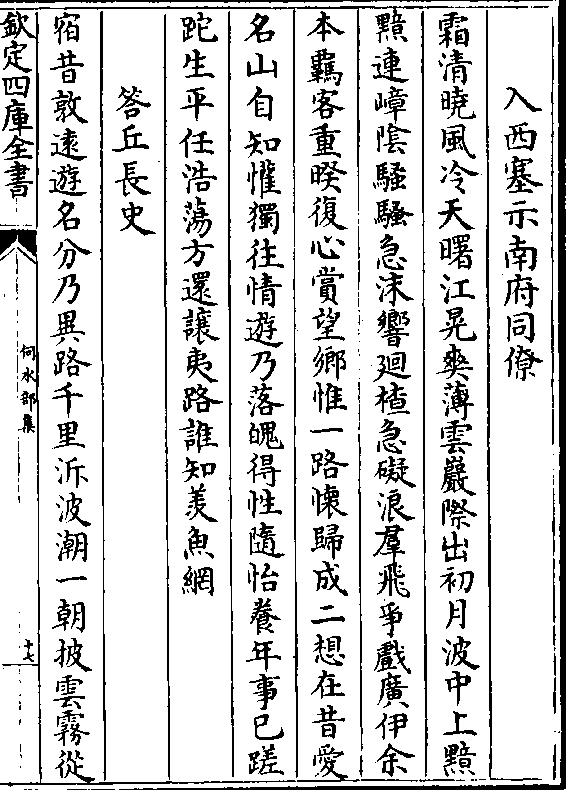 入西塞示南府同僚
霜清曉風冷天曙江晃爽薄雲巖際出初月波中上黯
黯連嶂陰騷騷急沫響廻楂急礙浪羣飛爭戲廣伊余
本羈客重暌復心賞望鄉惟一路懐歸成二想在昔愛
名山自知懽獨往情遊乃落魄得性隨怡養年事已蹉
跎生平任浩蕩方還讓夷路誰知羨魚網
答丘長史
宿昔敦遠遊名分乃異路千里泝波潮一朝披雲霧從
欽定四庫全書
何水部集
十七